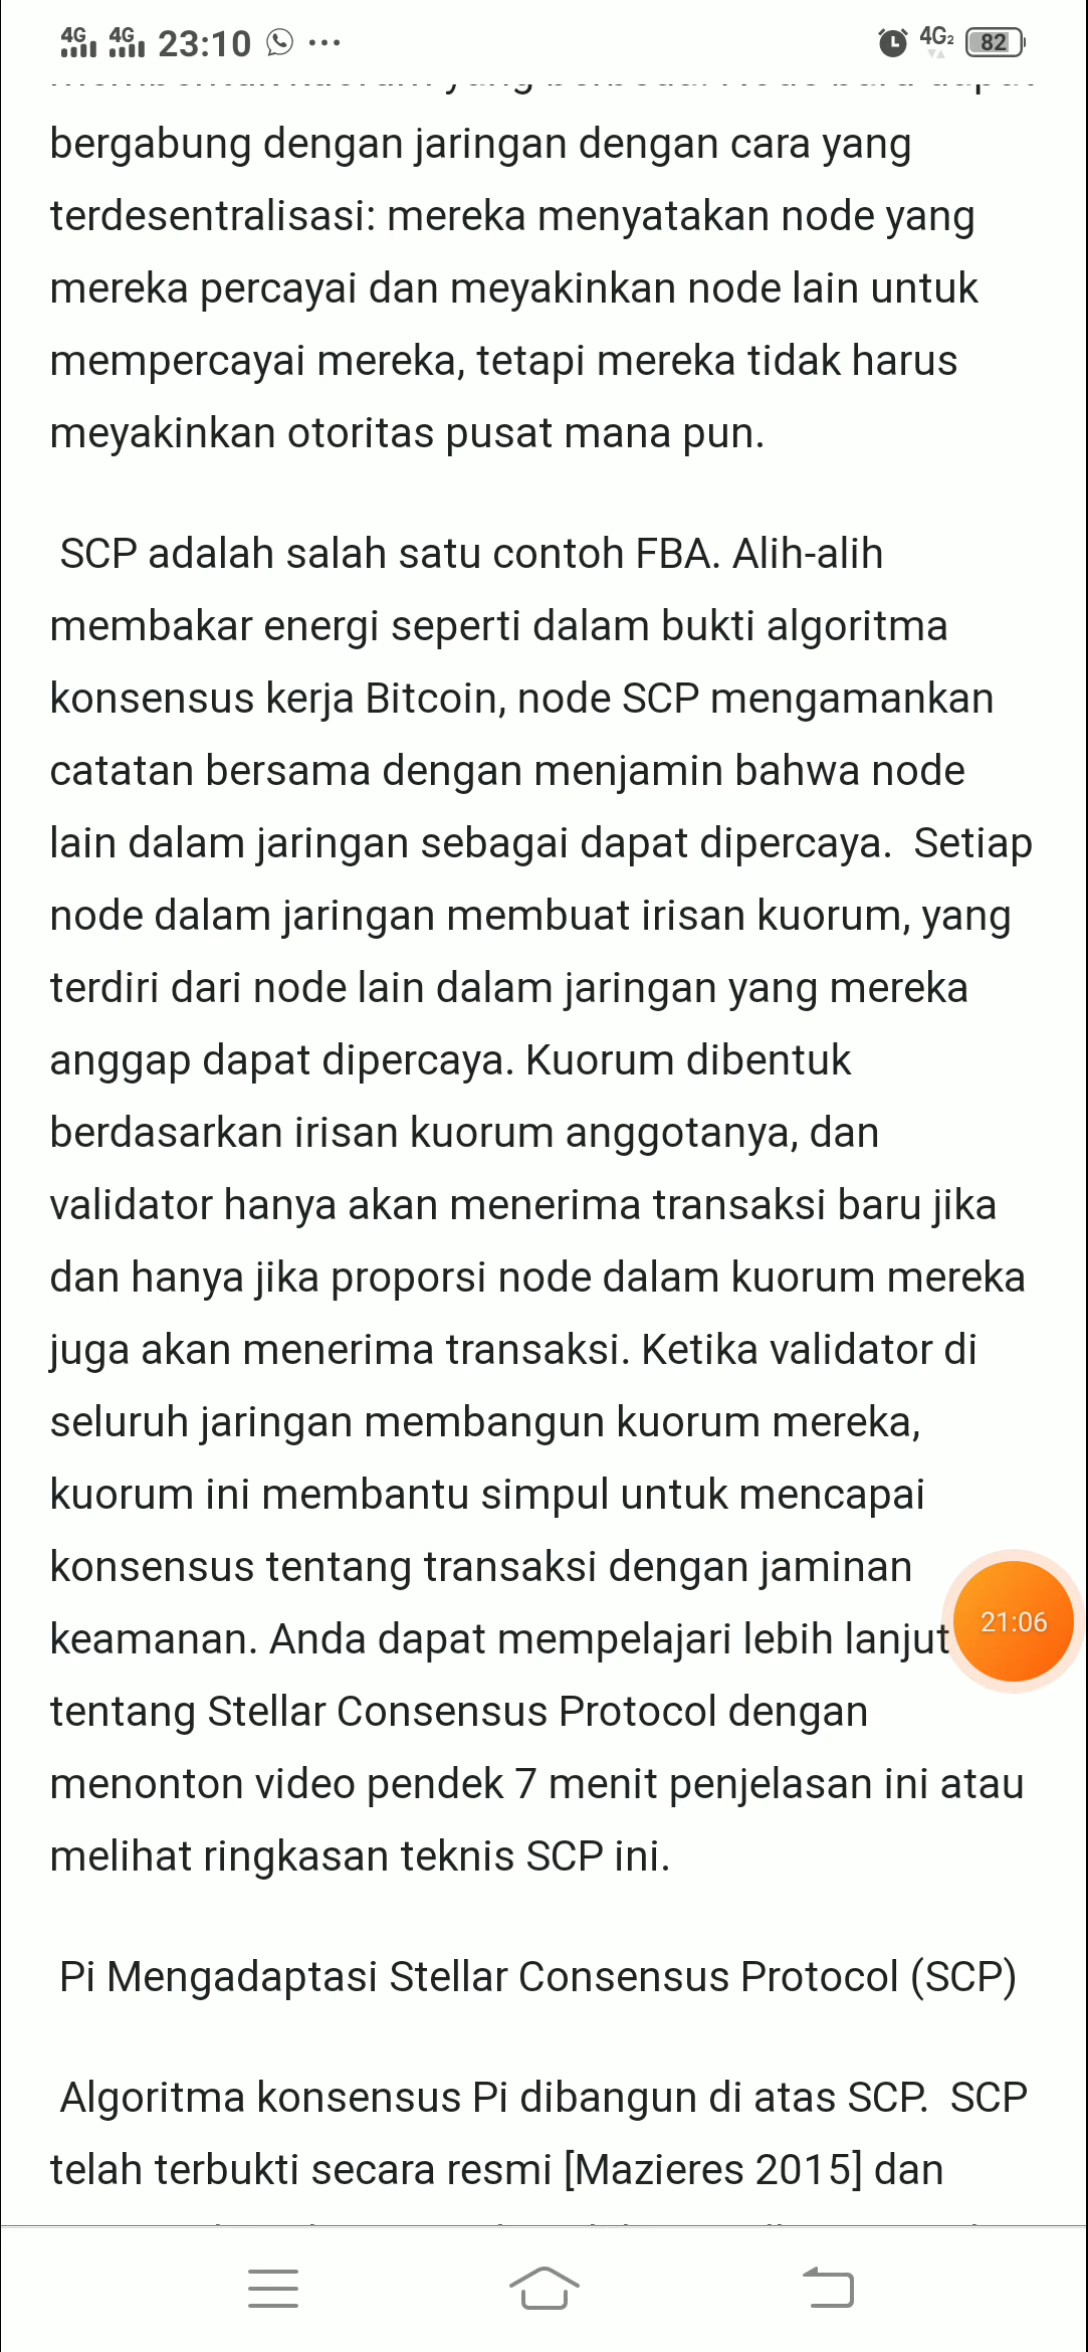 4G 4G 23:10 ... 4G2 82
bergabung dengan jaringan dengan cara yang
terdesentralisasi: mereka menyatakan node yang
mereka percayai dan meyakinkan node lain untuk
mempercayai mereka, tetapi mereka tidak harus
meyakinkan otoritas pusat mana pun.
SCP adalah salah satu contoh FBA. Alih-alih
membakar energi seperti dalam bukti algoritma
konsensus kerja Bitcoin, node SCP mengamankan
catatan bersama dengan menjamin bahwa node
lain dalam jaringan sebagai dapat dipercaya.  Setiap
node dalam jaringan membuat irisan kuorum, yang
terdiri dari node lain dalam jaringan yang mereka
anggap dapat dipercaya. Kuorum dibentuk
berdasarkan irisan kuorum anggotanya, dan
validator hanya akan menerima transaksi baru jika
dan hanya jika proporsi node dalam kuorum mereka
juga akan menerima transaksi. Ketika validator di
seluruh jaringan membangun kuorum mereka,
kuorum ini membantu simpul untuk mencapai
konsensus tentang transaksi dengan jaminan
keamanan. Anda dapat mempelajari lebih lanjut
21:06
tentang Stellar Consensus Protocol dengan
menonton video pendek 7 menit penjelasan ini atau
melihat ringkasan teknis SCP ini.
Pi Mengadaptasi Stellar Consensus Protocol (SCP)
Algoritma konsensus Pi dibangun di atas SCP.  SCP
telah terbukti secara resmi [Mazieres 2015] dan